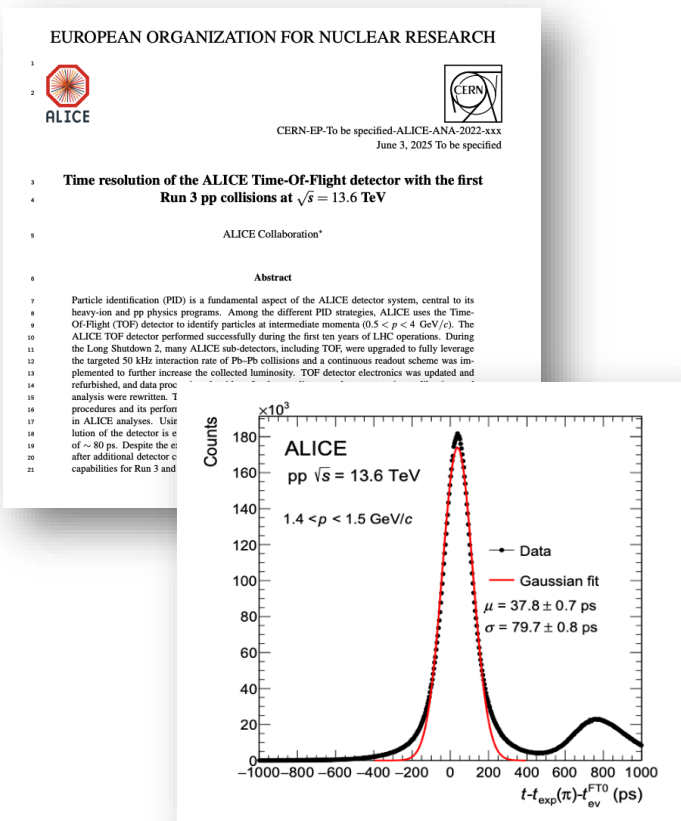 EUROPEAN ORGANIZATION FOR NUCLEAR RESEARCH
1
2
ALICE
CERN
CERN-EP-To be specified-ALICE-ANA-2022-xxx
June 3, 2025 To be specified
3 Time resolution of the ALICE Time-Of-Flight detector with the first
4 Run 3 pp collisions at √s = 13.6 TeV
5 ALICE Collaboration*
6 Abstract
7 Particle identification (PID) is a fundamental aspect of the ALICE detector system, central to its
8 heavy-ion and pp physics programs. Among the different PID strategies, ALICE uses the Time-
9 Of-Flight (TOF) detector to identify particles at intermediate momenta (0.5 < p < 4 GeV/c). The
10 ALICE TOF detector performed successfully during the first ten years of LHC operations. During
11 the Long Shutdown 2, many ALICE sub-detectors, including TOF, were upgraded to fully leverage
12 the targeted 50 kHz interaction rate of Pb–Pb collisions and a continuous readout scheme was im-
13 plemented to further increase the collected luminosity. TOF detector electronics was updated and
14 refurbished, and data
15 analysis were rewritten.
16 procedures and its
17 in ALICE analyses.
18 lution of the detector is
19 of ∼ 80 ps. Despite the
20 after additional detector
21 capabilities for Run 3 and
×10³
Counts
180
160
140
120
100
80
60
40
20
0
ALICE
pp √s = 13.6 TeV
1.4 <p < 1.5 GeV/c
Data
Gaussian fit
μ = 37.8 ± 0.7 ps
σ = 79.7 ± 0.8 ps
−1000 −800 −600 −400 −200 0 200 400 600 800 1000
t-t_exp(π)-t_ev^FT0 (ps)